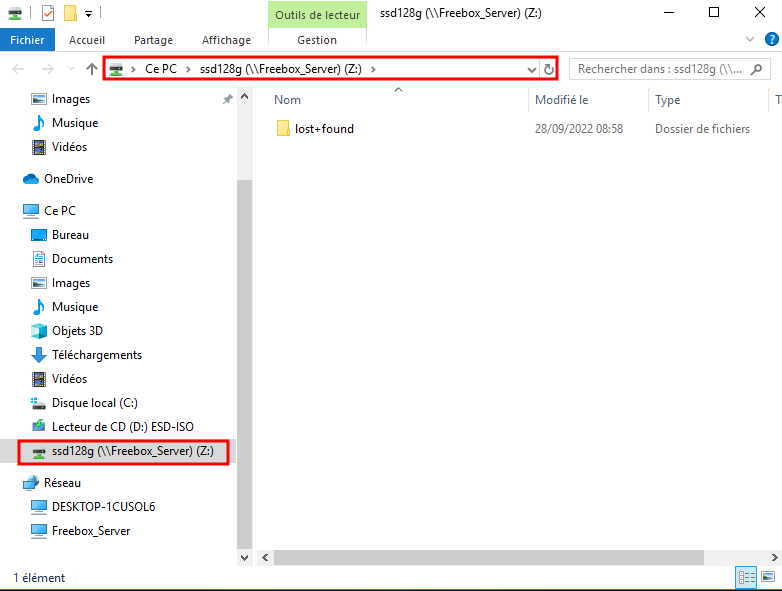 Outils de lecteur
ssd128g (\\Freebox_Server) (Z:)
Fichier
Accueil
Partage
Affichage
Gestion
Ce PC
ssd128g (\\Freebox_Server) (Z:)
Rechercher dans : ssd128g (\\...
Images
Musique
Vidéos
OneDrive
Ce PC
Bureau
Documents
Images
Musique
Objets 3D
Téléchargements
Vidéos
Disque local (C:)
Lecteur de CD (D:) ESD-ISO
ssd128g (\\Freebox_Server) (Z:)
Réseau
DESKTOP-1CUSOL6
Freebox_Server
Nom
Modifié le
Type
T
lost+found
28/09/2022 08:58
Dossier de fichiers
1 élément